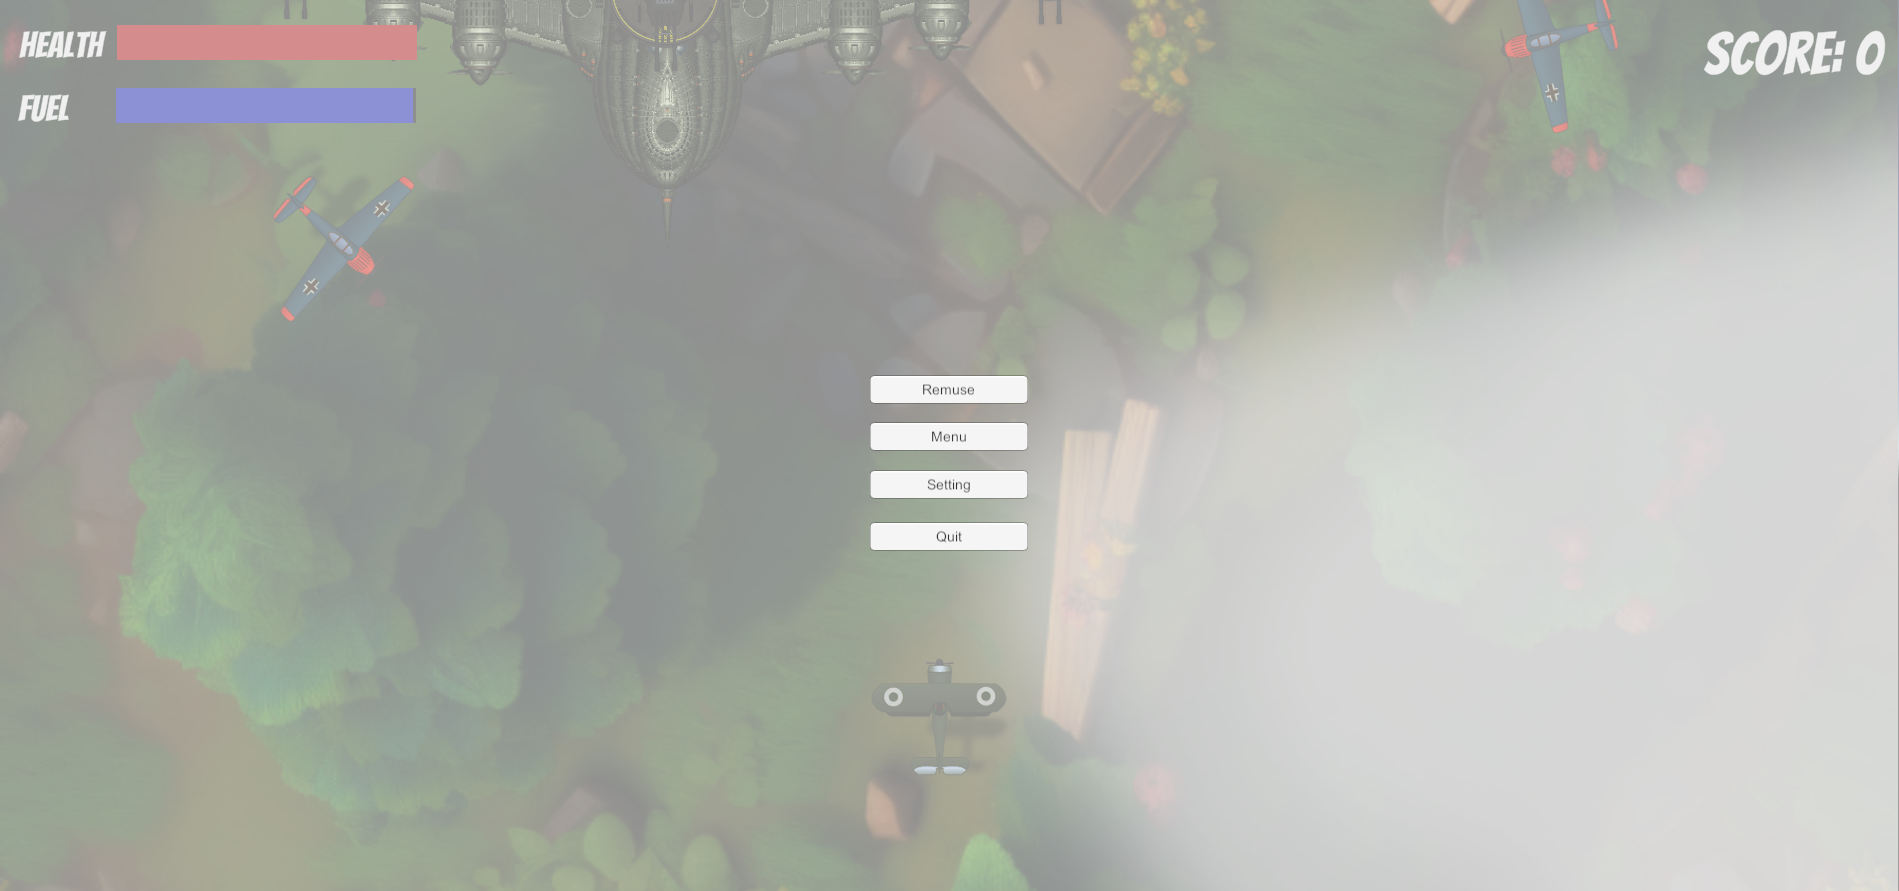 HEALTH
SCORE: 0
FUEL
Remuse
Menu
Setting
Quit